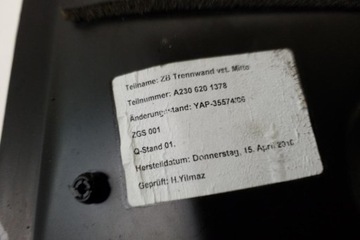 Teilname: ZB Trennwand vst. Mitte
Teilnummer: A230 620 1378
Änderungsstand: YAP-35574/06
ZGS 001
Q-Stand 01.
Herstelldatum: Donnerstag, 15. April
Geprüft: H.Yilmaz